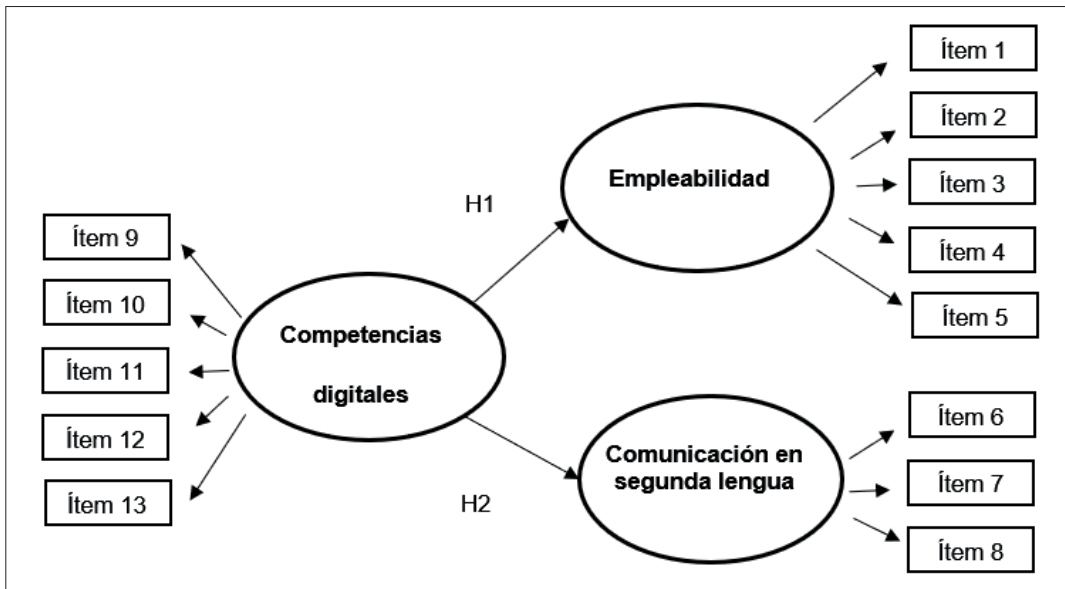 Ítem 1
Ítem 2
Empleabilidad
Ítem 3
H1
Ítem 4
Ítem 5
Ítem 9
Ítem 10
Competencias
digitales
Ítem 11
Ítem 12
Ítem 13
H2
Comunicación en
segunda lengua
Ítem 6
Ítem 7
Ítem 8